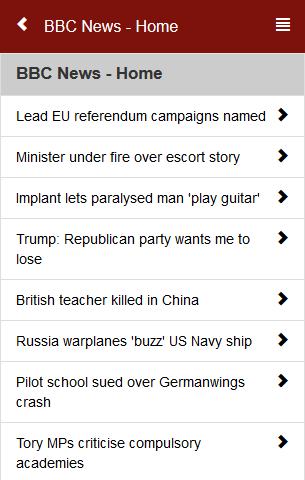 BBC News - Home
BBC News - Home
Lead EU referendum campaigns named
Minister under fire over escort story
Implant lets paralysed man 'play guitar'
Trump: Republican party wants me to
lose
British teacher killed in China
Russia warplanes 'buzz' US Navy ship
Pilot school sued over Germanwings
crash
Tory MPs criticise compulsory
academies